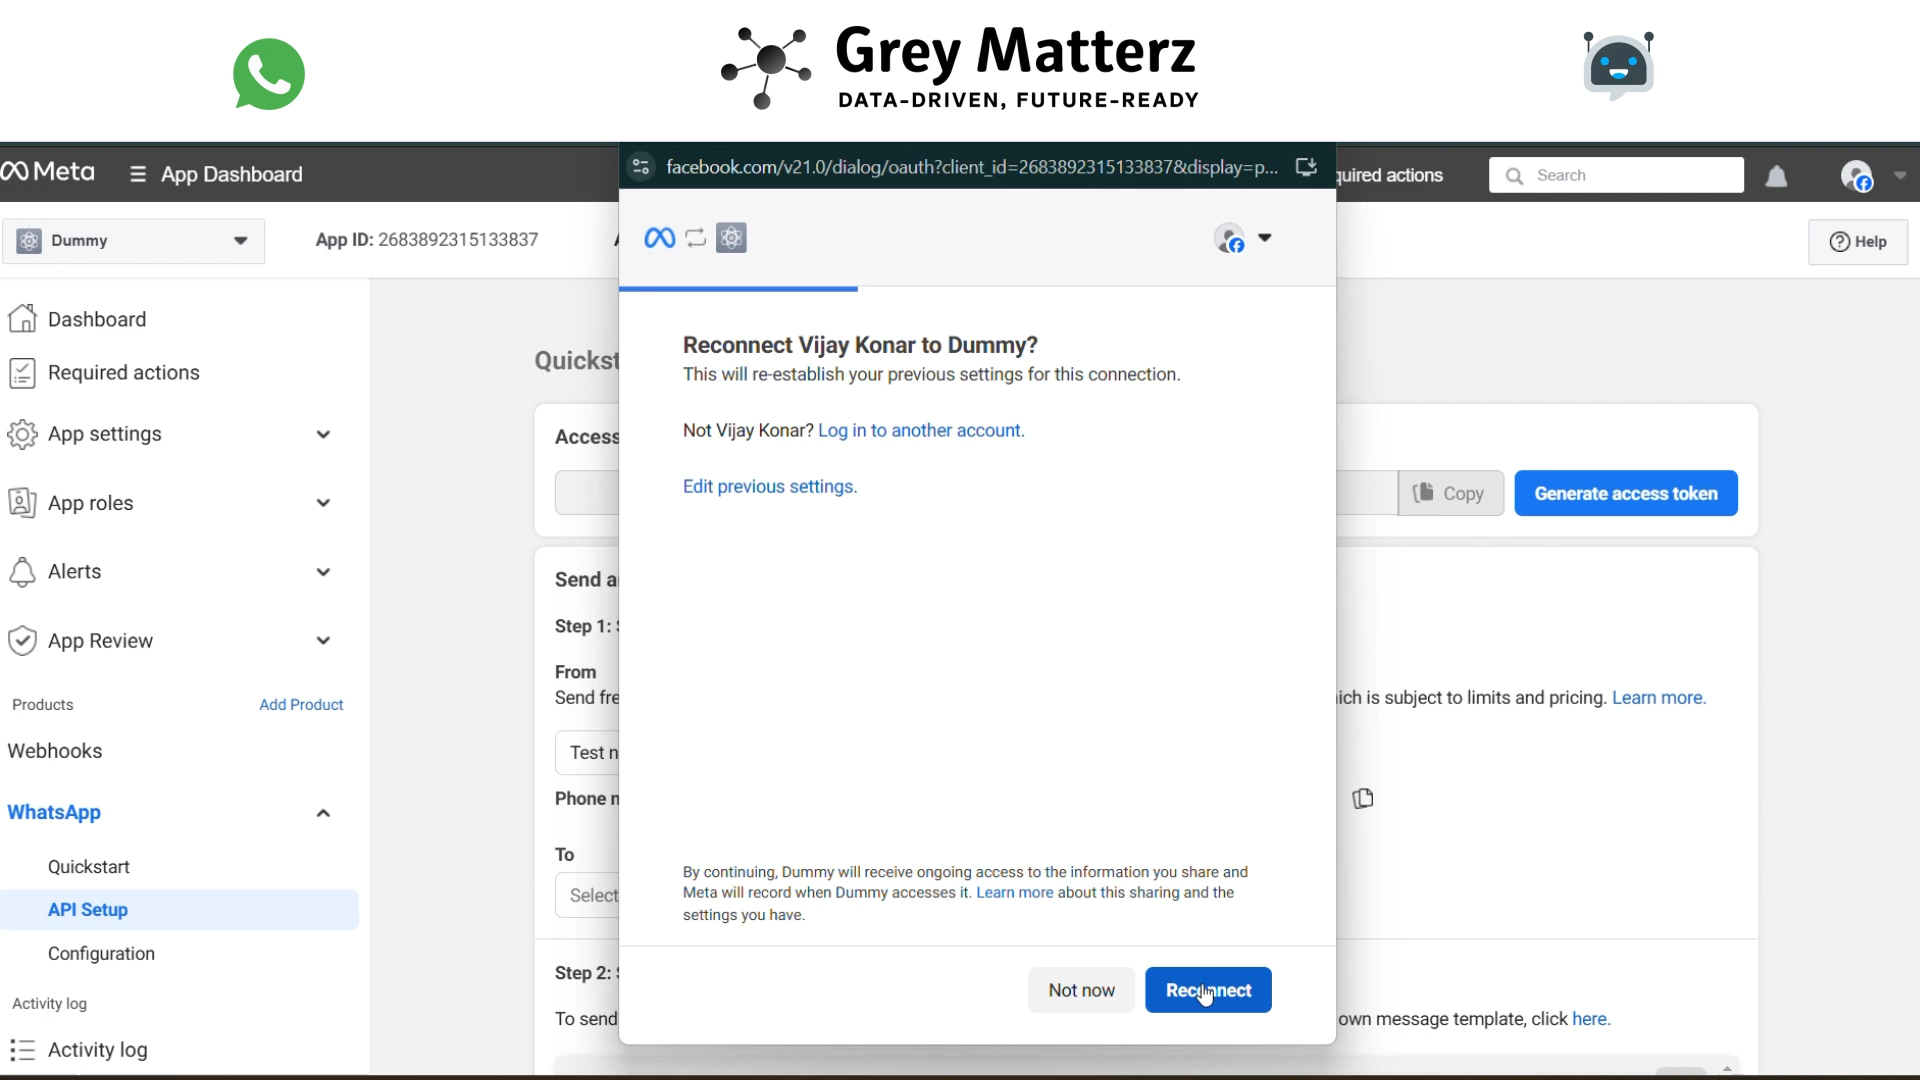 Grey Matterz
DATA-DRIVEN, FUTURE-READY
Meta
App Dashboard
facebook.com/v21.0/dialog/oauth?client_id=2683892315133837&display=p...
quired actions
Search
Dummy
App ID: 2683892315133837
Help
Dashboard
Required actions
App settings
App roles
Alerts
App Review
Products
Add Product
Webhooks
WhatsApp
Quickstart
API Setup
Configuration
Activity log
Activity log
Quickst
Access
Copy
Generate access token
Send a
Step 1:
From
Send fre
ich is subject to limits and pricing. Learn more.
Test n
Phone n
To
Select
Step 2:
To send
own message template, click here.
Reconnect Vijay Konar to Dummy?
This will re-establish your previous settings for this connection.
Not Vijay Konar? Log in to another account.
Edit previous settings.
By continuing, Dummy will receive ongoing access to the information you share and
Meta will record when Dummy accesses it. Learn more about this sharing and the
settings you have.
Not now
Reconnect